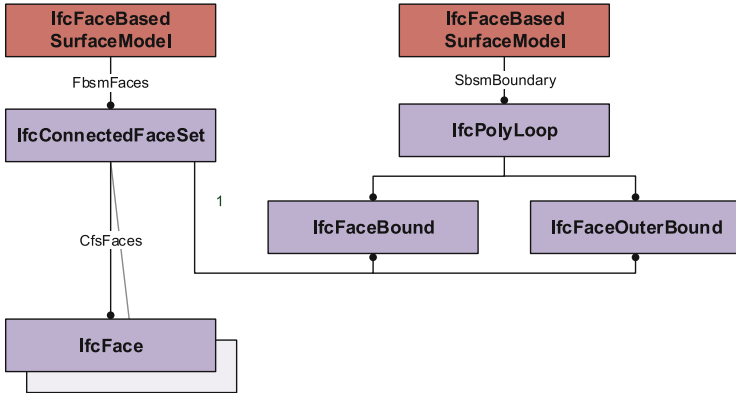 IfcFaceBased
SurfaceModel
IfcFaceBased
SurfaceModel
FbsmFaces
SbsmBoundary
IfcConnectedFaceSet
IfcPolyLoop
1
IfcFaceBound
IfcFaceOuterBound
CfsFaces
IfcFace